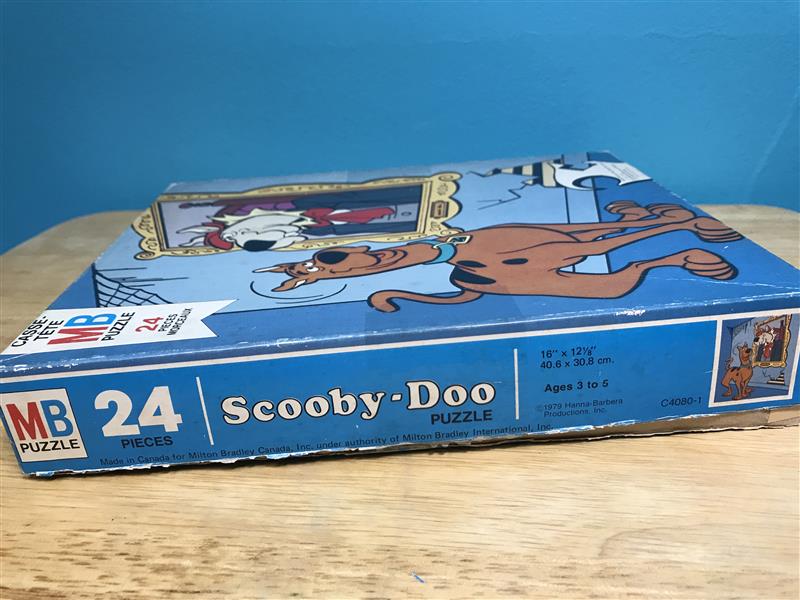 CASSE-
TÊTE
MB
PUZZLE
24
PIECES
MORCEAUX
MB
PUZZLE
24
PIECES
Scooby-Doo
PUZZLE
16" x 12⅛"
40.6 x 30.8 cm.
Ages 3 to 5
©1979 Hanna-Barbera
Productions, Inc.
C4080-1
Made in Canada for Milton Bradley Canada, Inc. under authority of Milton Bradley International, Inc.